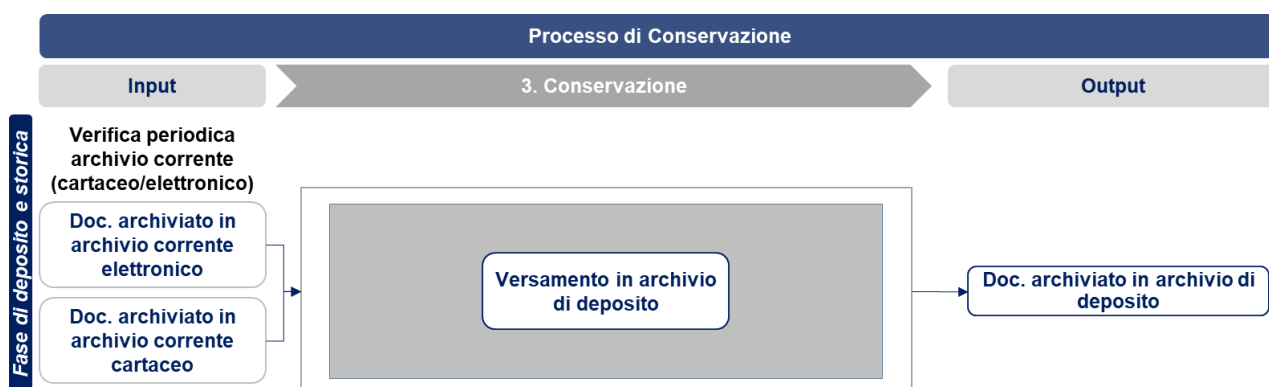 Processo di Conservazione
Input
3. Conservazione
Output
Fase di deposito e storica
Verifica periodica
archivio corrente
(cartaceo/elettronico)
Doc. archiviato in
archivio corrente
elettronico
Doc. archiviato in
archivio corrente
cartaceo
Versamento in archivio
di deposito
Doc. archiviato in archivio di
deposito